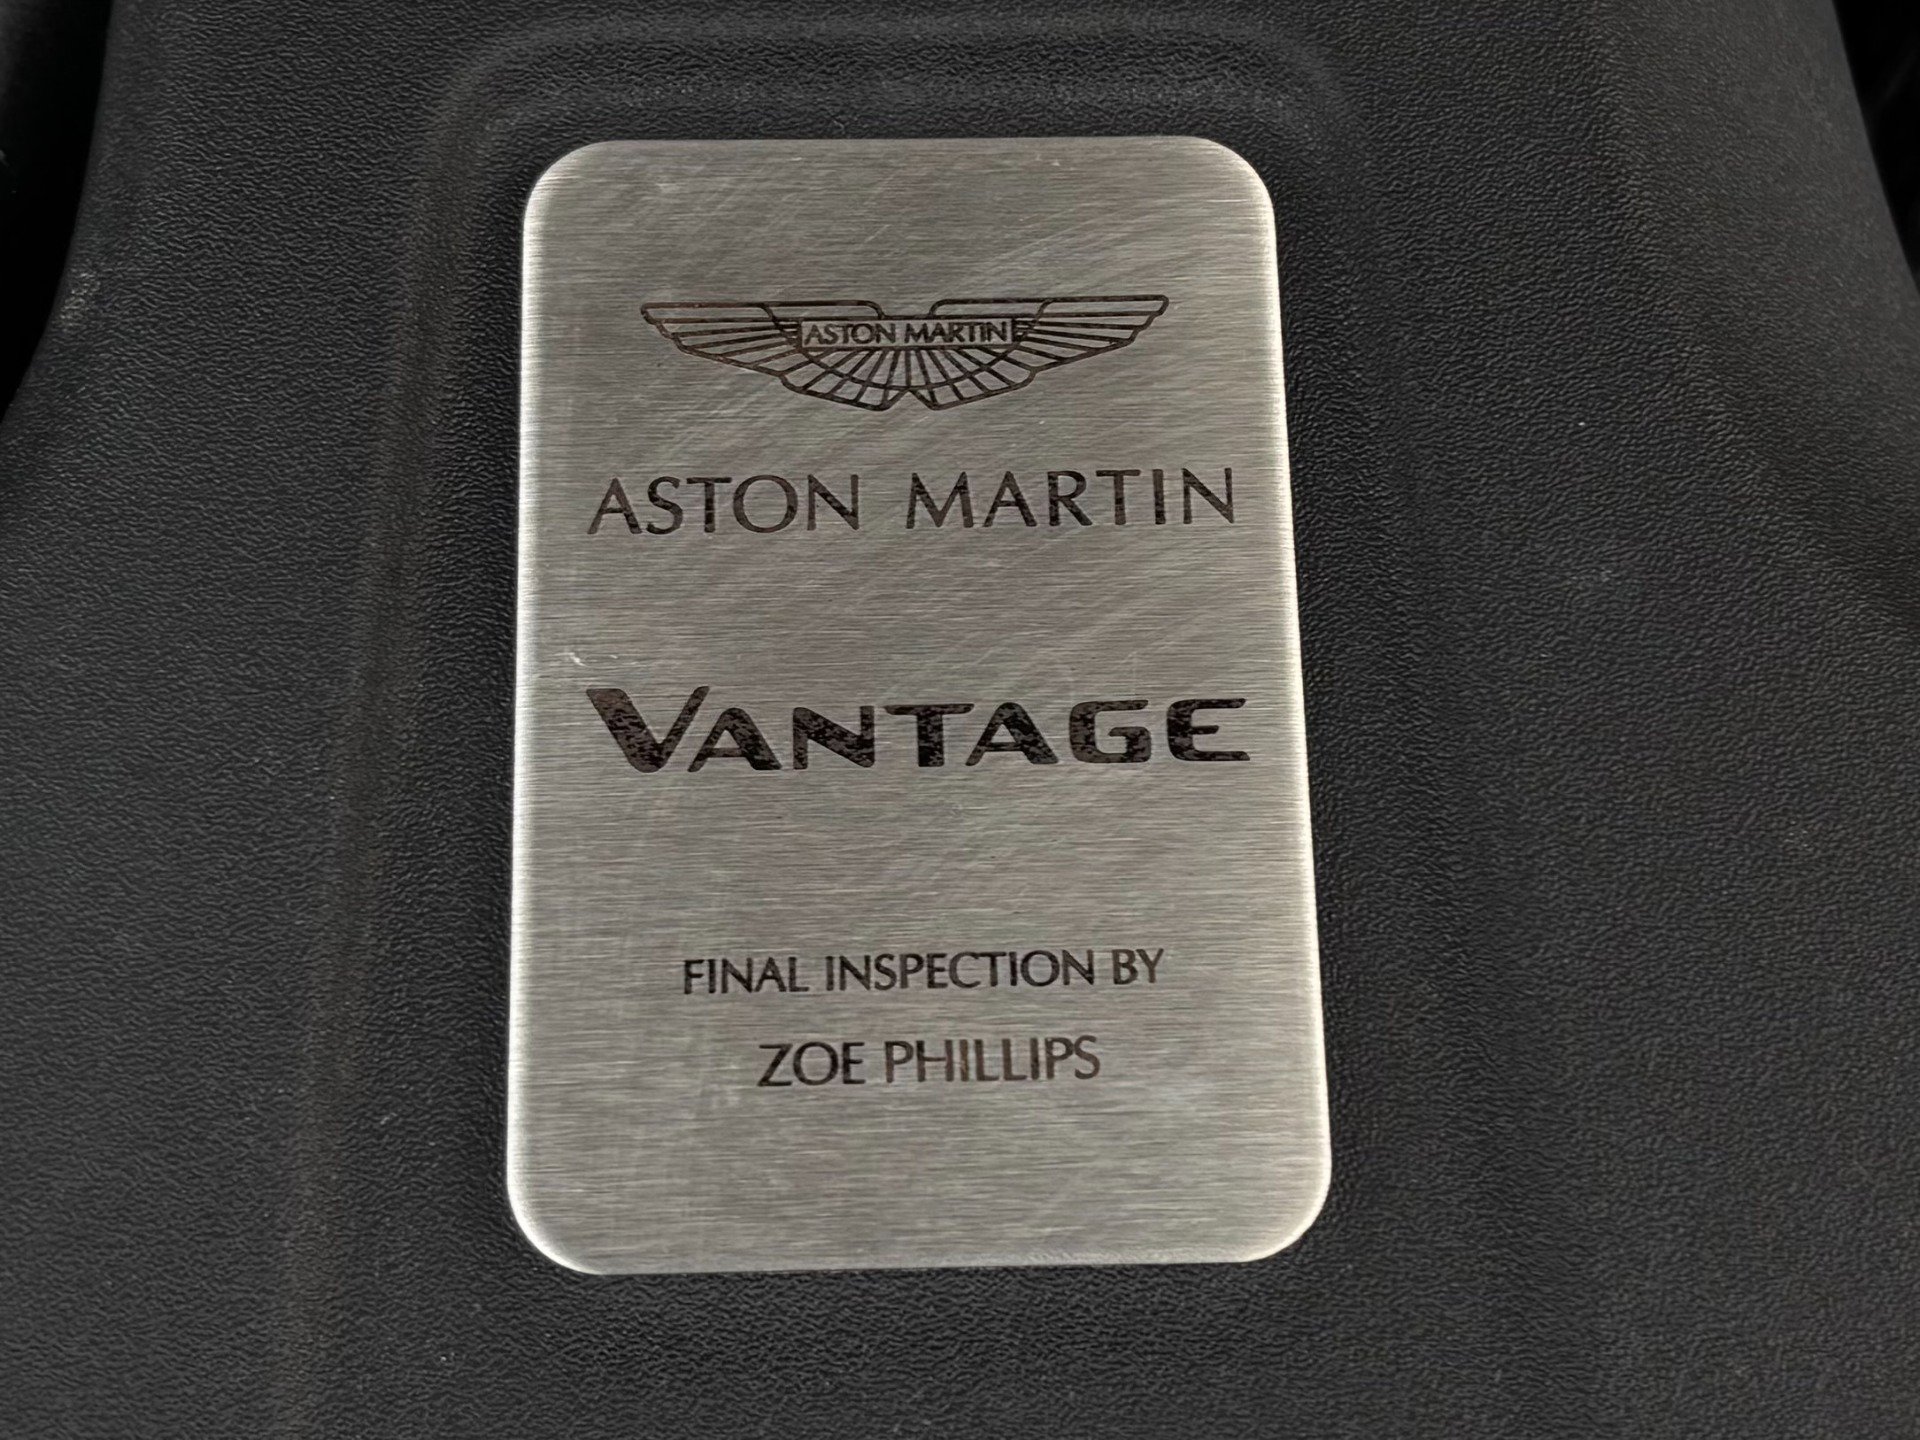 ASTON MARTIN
ASTON MARTIN
VANTAGE
FINAL INSPECTION BY
ZOE PHILLIPS